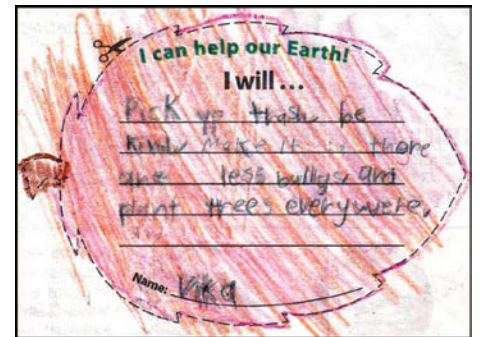 I can help our Earth!
I will ...
Pick up trash be
kind make it so there
are less bullys and
plant trees everywere.
Name: Vika